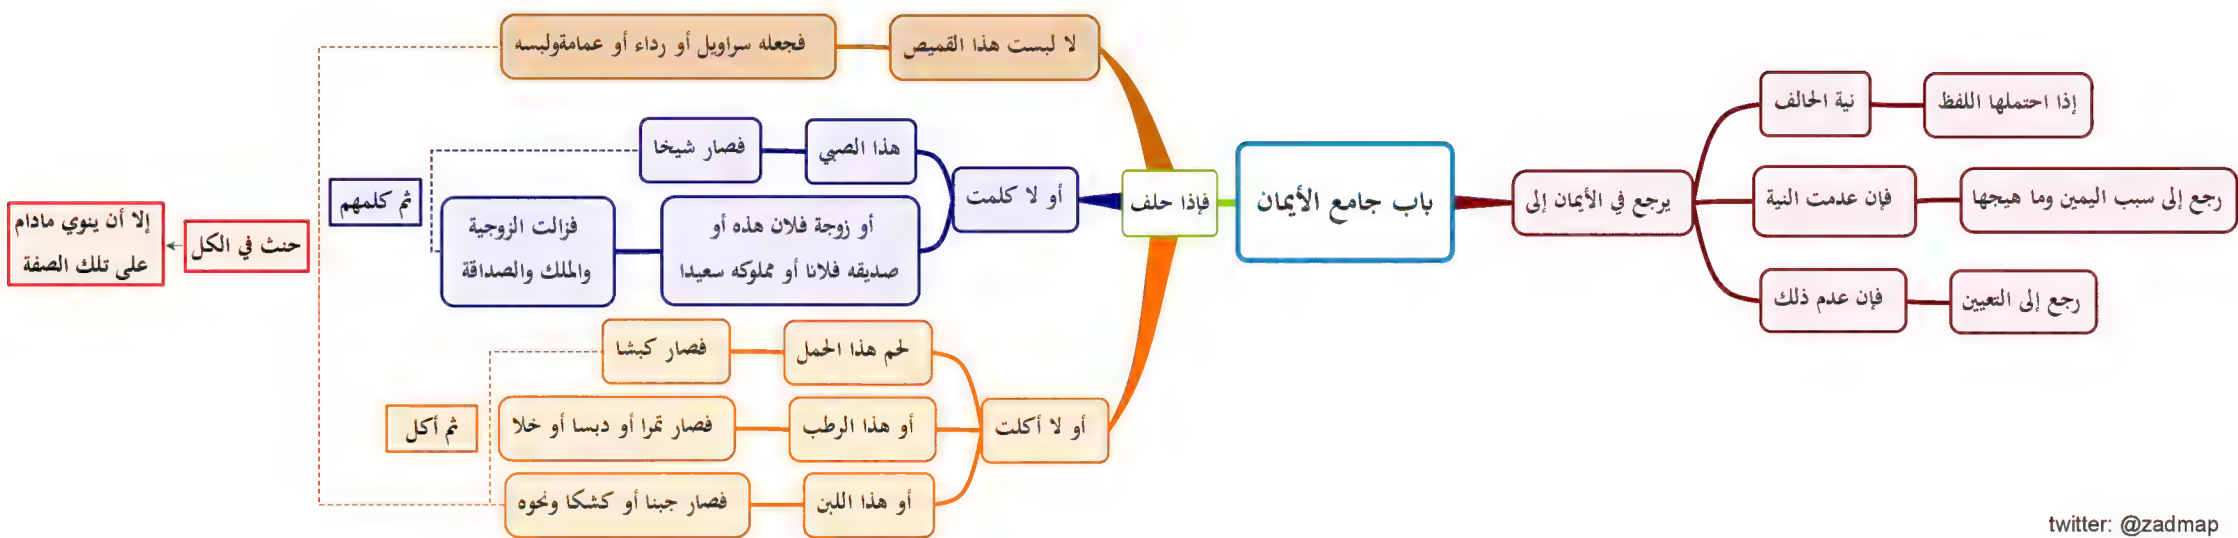 باب جامع الأيمان
يرجع في الأيمان إلى
نية الحالف
إذا احتملها اللفظ
فإن عدمت النية
رجع إلى سبب اليمين وما هيجها
فإن عدم ذلك
رجع إلى التعيين
فإذا حلف
لا لبست هذا القميص
فجعله سراويل أو رداء أو عمامةولبسه
أو لا كلمت
هذا الصبي
فصار شيخا
أو زوجة فلان هذه أو
صديقه فلانا أو مملوكه سعيدا
فزالت الزوجية
والملك والصداقة
ثم كلمهم
أو لا أكلت
لحم هذا الحمل
فصار كبشا
أو هذا الرطب
فصار تمرا أو دبسا أو خلا
أو هذا اللبن
فصار جبنا أو كشكا ونحوه
ثم أكل
حنث في الكل
إلا أن ينوي مادام
على تلك الصفة
twitter: @zadmap